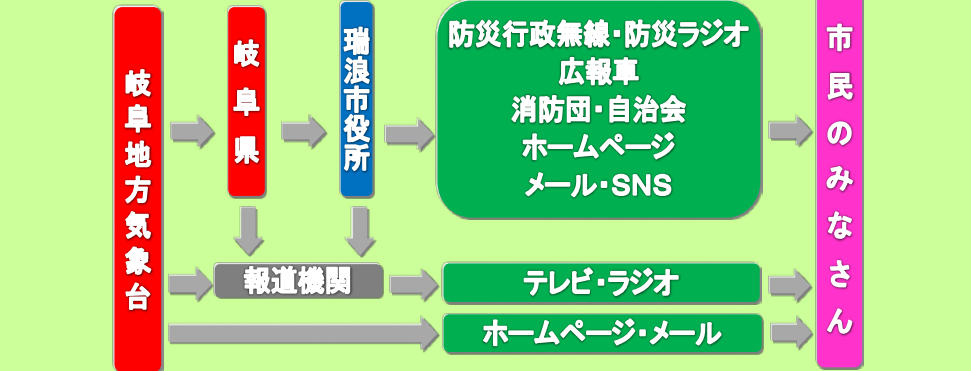 岐阜地方気象台
岐阜県
瑞浪市役所
防災行政無線・防災ラジオ
広報車
消防団・自治会
ホームページ
メール・SNS
市民のみなさん
報道機関
テレビ・ラジオ
ホームページ・メール